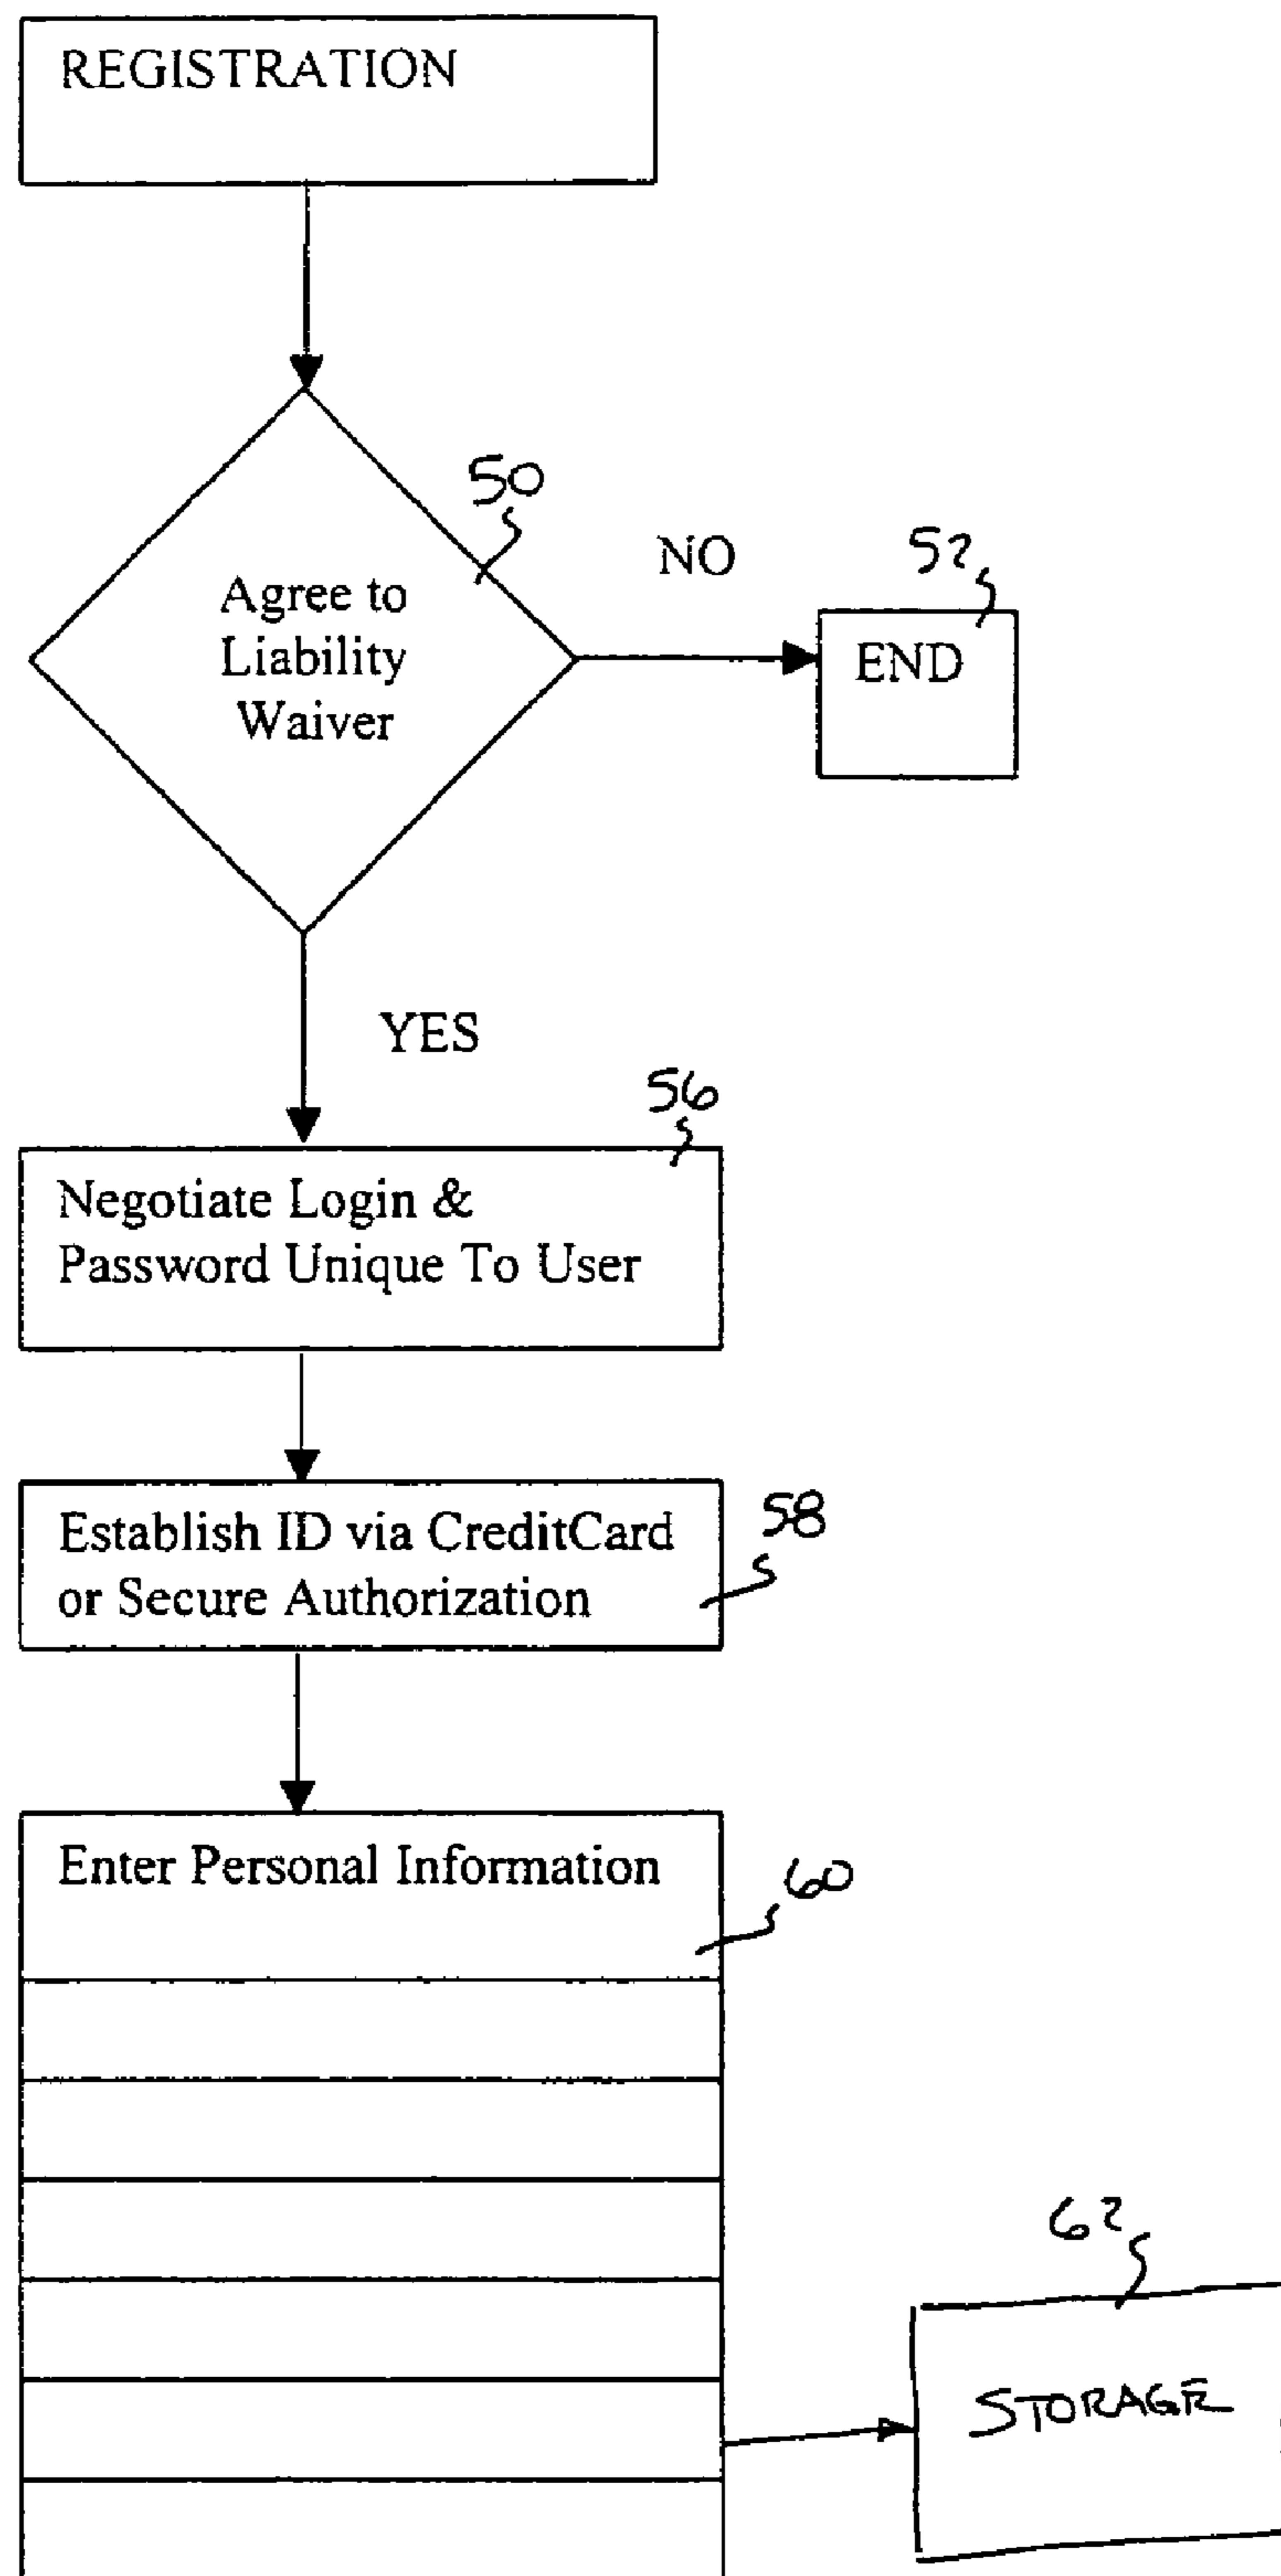 REGISTRATION
50
Agree to
Liability
Waiver
NO
52
END
YES
56
Negotiate Login &
Password Unique To User
58
Establish ID via CreditCard
or Secure Authorization
Enter Personal Information
60
62
STORAGE